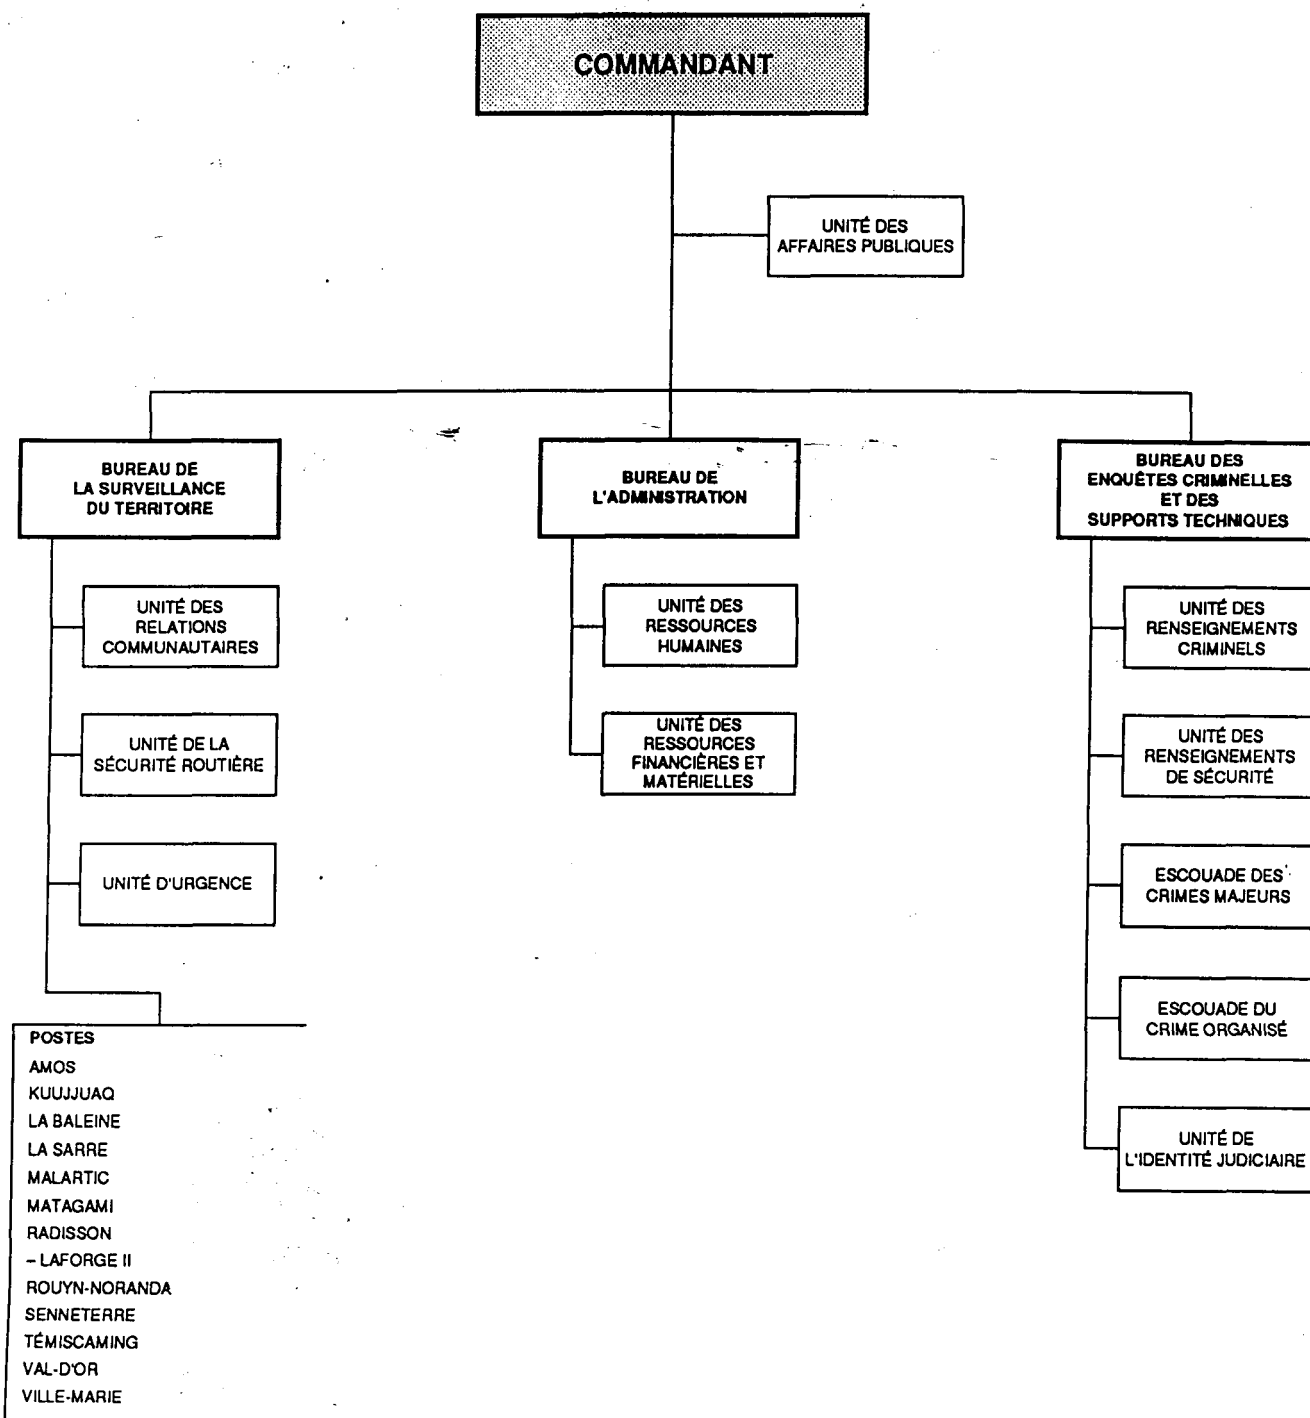 COMMANDANT
UNITÉ DES
AFFAIRES PUBLIQUES
BUREAU DE
LA SURVEILLANCE
DU TERRITOIRE
UNITÉ DES
RELATIONS
COMMUNAUTAIRES
UNITÉ DE LA
SÉCURITÉ ROUTIÈRE
UNITÉ D'URGENCE
POSTES
AMOS
KUUJJUAQ
LA BALEINE
LA SARRE
MALARTIC
MATAGAMI
RADISSON
– LAFORGE II
ROUYN-NORANDA
SENNETERRE
TÉMISCAMING
VAL-D'OR
VILLE-MARIE
BUREAU DE
L'ADMINISTRATION
UNITÉ DES
RESSOURCES
HUMAINES
UNITÉ DES
RESSOURCES
FINANCIÈRES ET
MATÉRIELLES
BUREAU DES
ENQUÊTES CRIMINELLES
ET DES
SUPPORTS TECHNIQUES
UNITÉ DES
RENSEIGNEMENTS
CRIMINELS
UNITÉ DES
RENSEIGNEMENTS
DE SÉCURITÉ
ESCOUADE DES
CRIMES MAJEURS
ESCOUADE DU
CRIME ORGANISÉ
UNITÉ DE
L'IDENTITÉ JUDICIAIRE